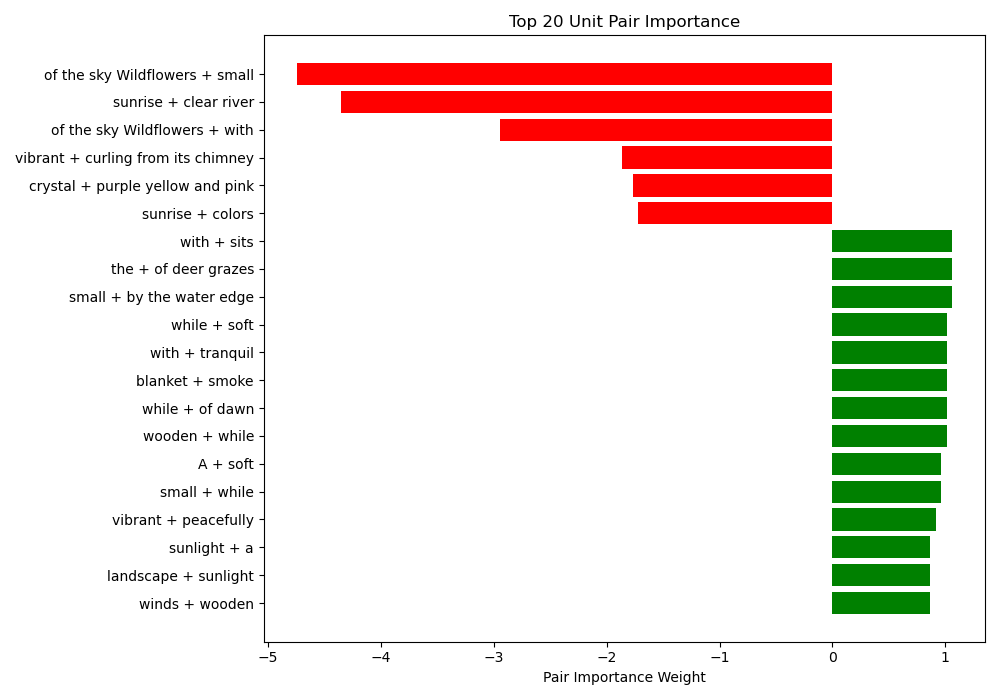 Top 20 Unit Pair Importance
of the sky Wildflowers + small
sunrise + clear river
of the sky Wildflowers + with
vibrant + curling from its chimney
crystal + purple yellow and pink
sunrise + colors
with + sits
the + of deer grazes
small + by the water edge
while + soft
with + tranquil
blanket + smoke
while + of dawn
wooden + while
A + soft
small + while
vibrant + peacefully
sunlight + a
landscape + sunlight
winds + wooden
−5 −4 −3 −2 −1 0 1
Pair Importance Weight